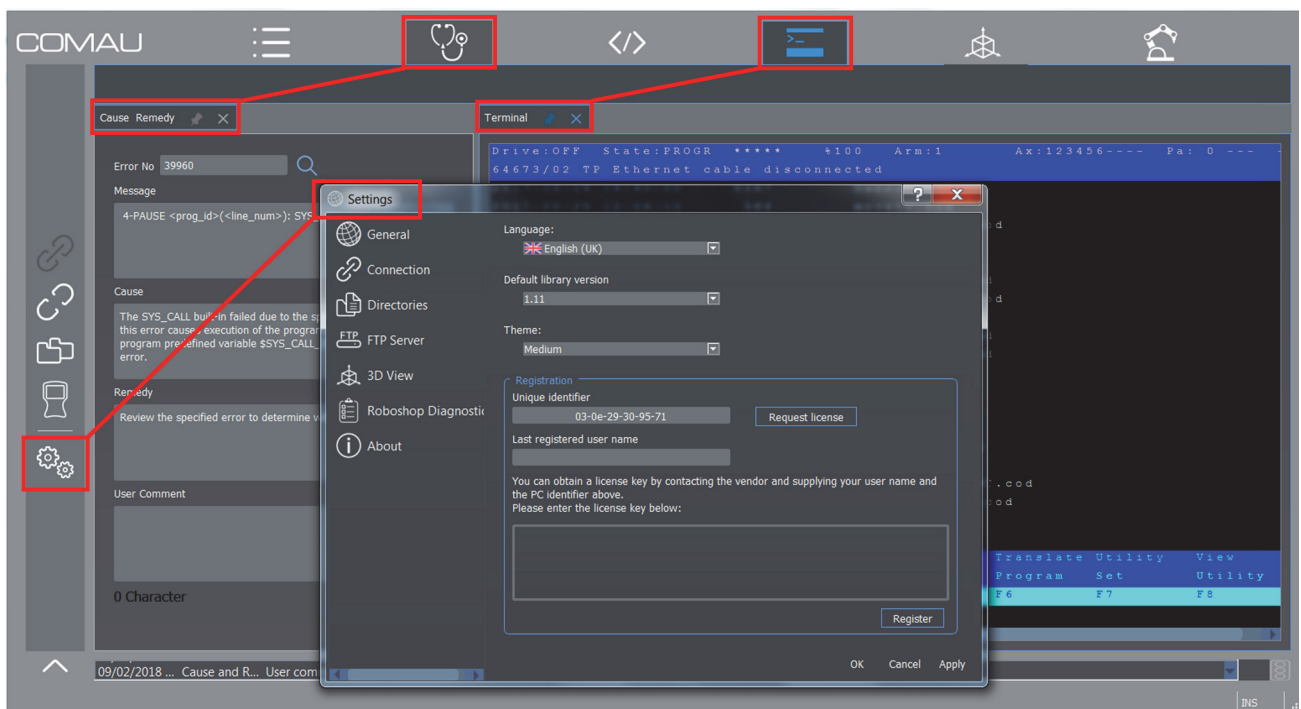 COMAU
Cause Remedy
Terminal
Error No 39960
Message
4-PAUSE <prog_id>(<line_num>): SYS_
Cause
The SYS_CALL built-in failed due to the
this error caused execution of the
program predefined variable $SYS_CALL_
error.
Remedy
Review the specified error to determine
User Comment
0 Character
Drive:OFF State:PROGR ***** %100 Arm:1 Ax:123456---- Pa: 0 ---
64673/02 TP Ethernet cable disconnected
Settings
?
General
Connection
Directories
FTP
FTP Server
3D View
Roboshop Diagnostic
About
Language:
English (UK)
Default library version
1.11
Theme:
Medium
Registration
Unique identifier
03-0e-29-30-95-71
Request license
Last registered user name
You can obtain a license key by contacting the vendor and supplying your user name and
the PC identifier above.
Please enter the license key below:
Register
OK Cancel Apply
d
d
.cod
od
Translate Utility View
Program Set Utility
F6 F7 F8
09/02/2018 ... Cause and R... User com
INS